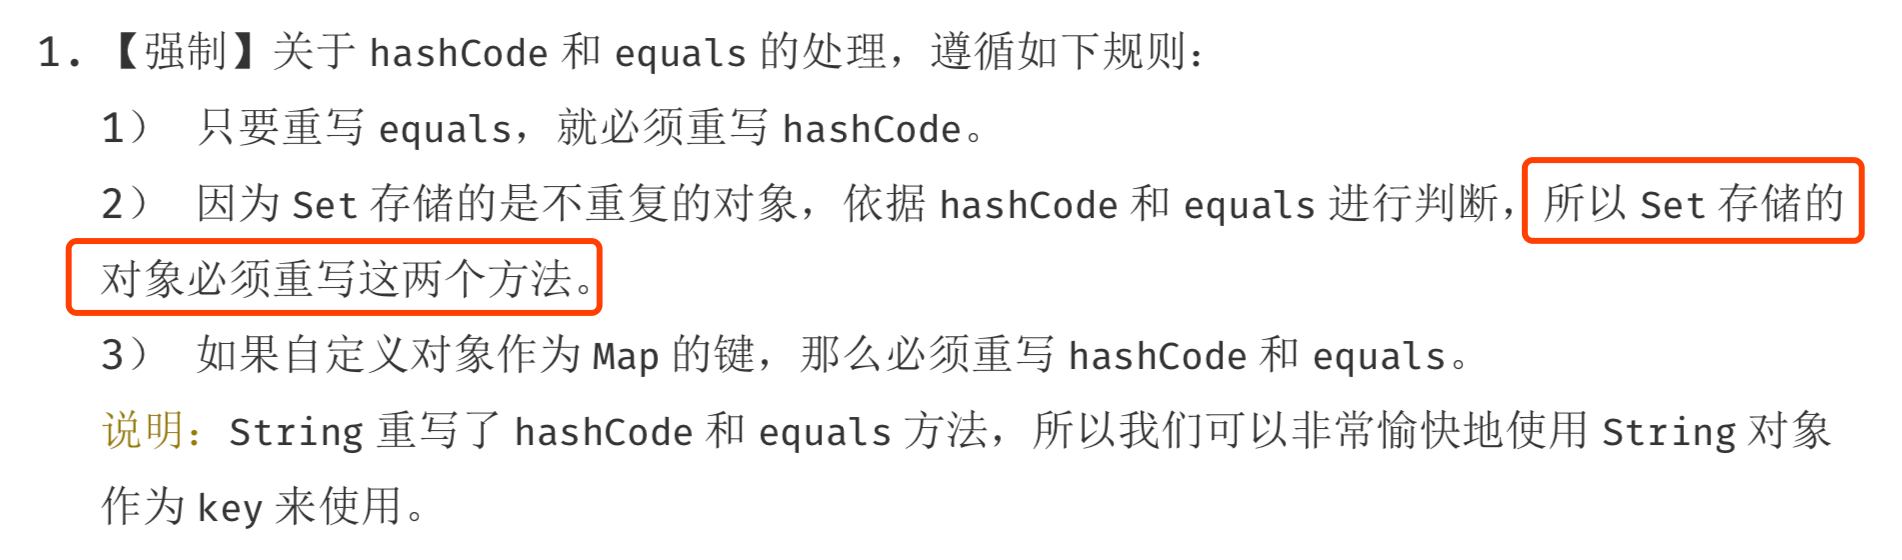 1. 【强制】关于 hashCode 和 equals 的处理，遵循如下规则：
1） 只要重写 equals，就必须重写 hashCode。
2） 因为 Set 存储的是不重复的对象，依据 hashCode 和 equals 进行判断，所以 Set 存储的
对象必须重写这两个方法。
3） 如果自定义对象作为 Map 的键，那么必须重写 hashCode 和 equals。
说明：String 重写了 hashCode 和 equals 方法，所以我们可以非常愉快地使用 String 对象
作为 key 来使用。